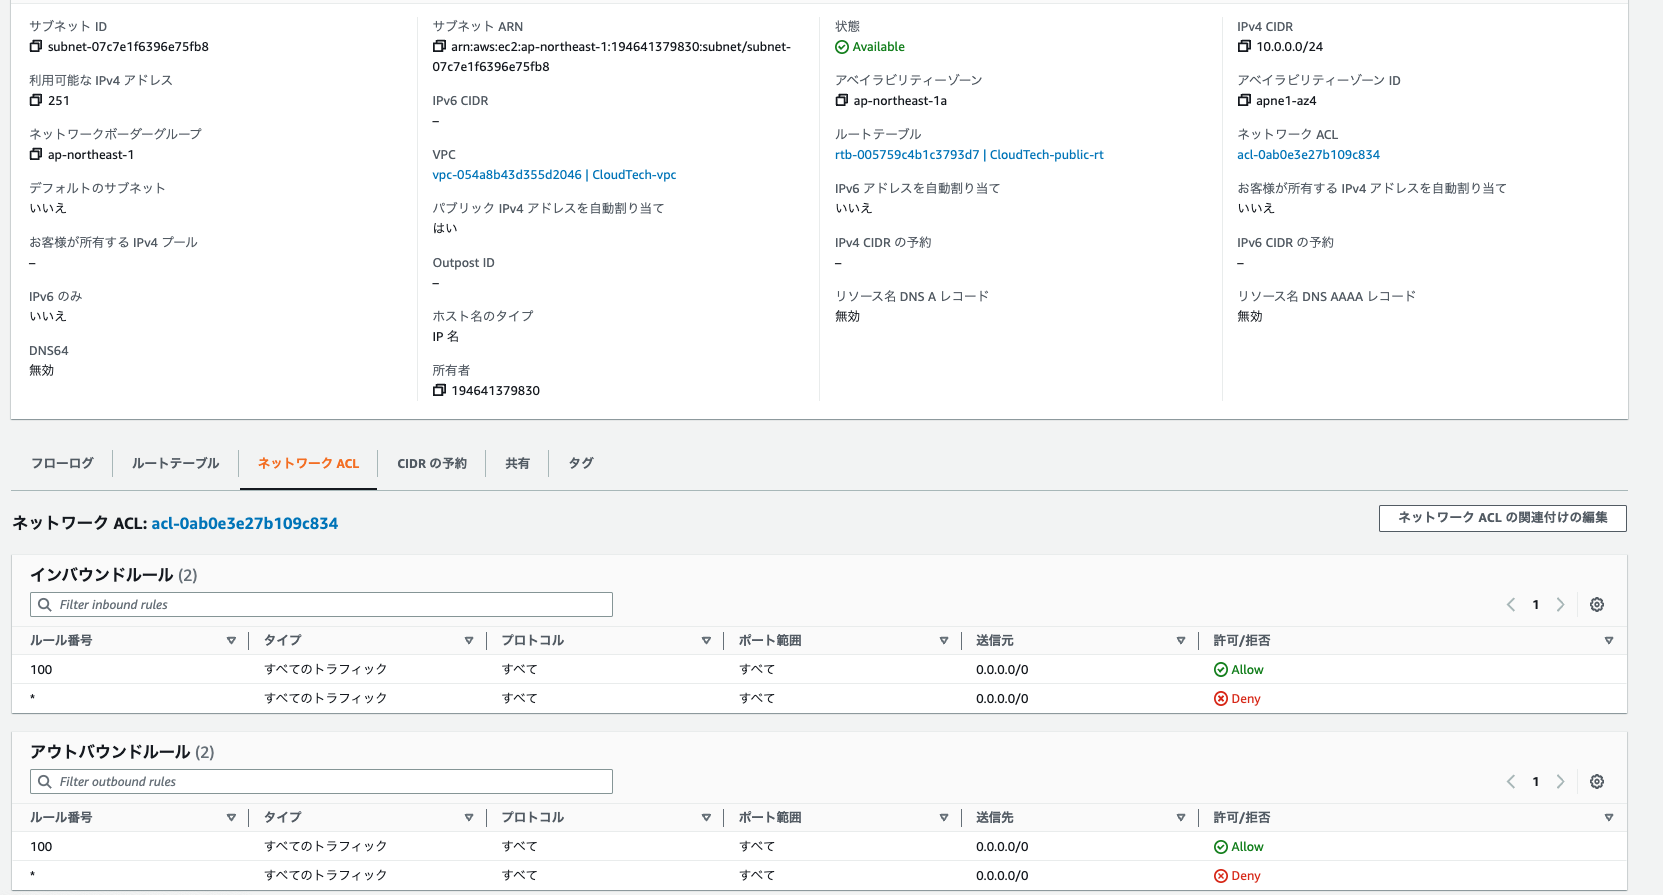 サブネット ID
subnet-07c7e1f6396e75fb8
利用可能な IPv4 アドレス
251
ネットワークボーダーグループ
ap-northeast-1
デフォルトのサブネット
いいえ
お客様が所有する IPv4 プール
–
IPv6 のみ
いいえ
DNS64
無効
サブネット ARN
arn:aws:ec2:ap-northeast-1:194641379830:subnet/subnet-
07c7e1f6396e75fb8
IPv6 CIDR
–
VPC
vpc-054a8b43d355d2046 | CloudTech-vpc
パブリック IPv4 アドレスを自動割り当て
はい
Outpost ID
–
ホスト名のタイプ
IP 名
所有者
194641379830
状態
Available
アベイラビリティーゾーン
ap-northeast-1a
ルートテーブル
rtb-005759c4b1c3793d7 | CloudTech-public-rt
IPv6 アドレスを自動割り当て
いいえ
IPv4 CIDR の予約
–
リソース名 DNS A レコード
無効
IPv4 CIDR
10.0.0.0/24
アベイラビリティーゾーン ID
apne1-az4
ネットワーク ACL
acl-0ab0e3e27b109c834
お客様が所有する IPv4 アドレスを自動割り当て
いいえ
IPv6 CIDR の予約
–
リソース名 DNS AAAA レコード
無効
フローログ ルートテーブル ネットワーク ACL CIDR の予約 共有 タグ
ネットワーク ACL: acl-0ab0e3e27b109c834
ネットワーク ACL の関連付けの編集
インバウンドルール (2)
Filter inbound rules
1
ルール番号 タイプ プロトコル ポート範囲 送信元 許可/拒否
100 すべてのトラフィック すべて すべて 0.0.0.0/0 Allow
* すべてのトラフィック すべて すべて 0.0.0.0/0 Deny
アウトバウンドルール (2)
Filter outbound rules
1
ルール番号 タイプ プロトコル ポート範囲 送信先 許可/拒否
100 すべてのトラフィック すべて すべて 0.0.0.0/0 Allow
* すべてのトラフィック すべて すべて 0.0.0.0/0 Deny